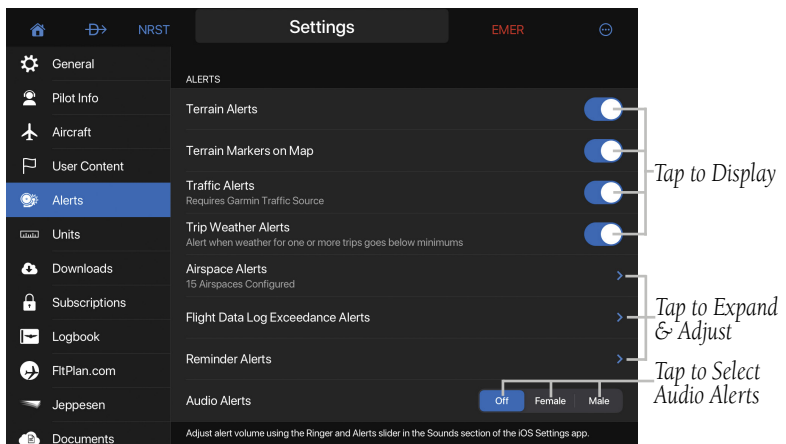 NRST
Settings
EMER
General
Pilot Info
Aircraft
User Content
Alerts
Units
Downloads
Subscriptions
Logbook
FltPlan.com
Jeppesen
Documents
ALERTS
Terrain Alerts
Terrain Markers on Map
Traffic Alerts
Requires Garmin Traffic Source
Trip Weather Alerts
Alert when weather for one or more trips goes below minimums
Airspace Alerts
15 Airspaces Configured
Flight Data Log Exceedance Alerts
Reminder Alerts
Audio Alerts
Off Female Male
Adjust alert volume using the Ringer and Alerts slider in the Sounds section of the iOS Settings app.
Tap to Display
Tap to Expand
& Adjust
Tap to Select
Audio Alerts